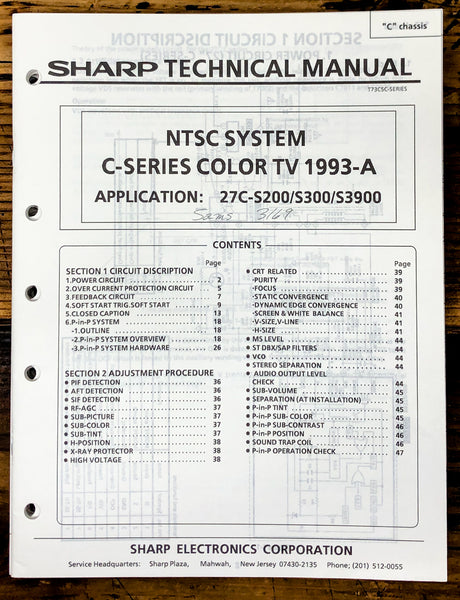 "C" chassis
SHARP TECHNICAL MANUAL
T73CSC-SERIES
NTSC SYSTEM
C-SERIES COLOR TV 1993-A
APPLICATION: 27C-S200/S300/S3900
Sams 3169
CONTENTS
Page
SECTION 1 CIRCUIT DISCRIPTION
1.POWER CIRCUIT 2
2.OVER CURRENT PROTECTION CIRCUIT 5
3.FEEDBACK CIRCUIT 7
4.SOFT START TRIG.SOFT START 9
5.CLOSED CAPTION 13
6.P-in-P SYSTEM 18
-1.OUTLINE 18
-2.P-in-P SYSTEM OVERVIEW 18
-3.P-in-P SYSTEM HARDWARE 26
Page
SECTION 2 ADJUSTMENT PROCEDURE
● PIF DETECTION 36
● AFT DETECTION 36
● SIF DETECTION 36
● RF-AGC 37
● SUB-PICTURE 37
● SUB-COLOR 37
● SUB-TINT 37
● H-POSITION 38
● X-RAY PROTECTOR 38
● HIGH VOLTAGE 38
Page
● CRT RELATED 39
·PURITY 39
·FOCUS 39
·STATIC CONVERGENCE 40
·DYNAMIC EDGE CONVERGENCE 40
·SCREEN & WHITE BALANCE 41
·V-SIZE,V-LINE 41
·H-SIZE 41
● MS LEVEL 44
● ST DBX/SAP FILTERS 44
● VCO 44
● STEREO SEPARATION 44
● AUDIO OUTPUT LEVEL
CHECK 44
● SUB-VOLUME 45
● SEPARATION (AT INSTALLATION) 45
● P-in-P TINT 45
● P-in-P SUB- COLOR 45
● P-in-P SUB-CONTRAST 46
● P-in-P POSITION 46
● SOUND TRAP COIL 46
● P-in-P OPERATION CHECK 47
SHARP ELECTRONICS CORPORATION
Service Headquarters: Sharp Plaza, Mahwah, New Jersey 07430-2135 Phone; (201) 512-0055